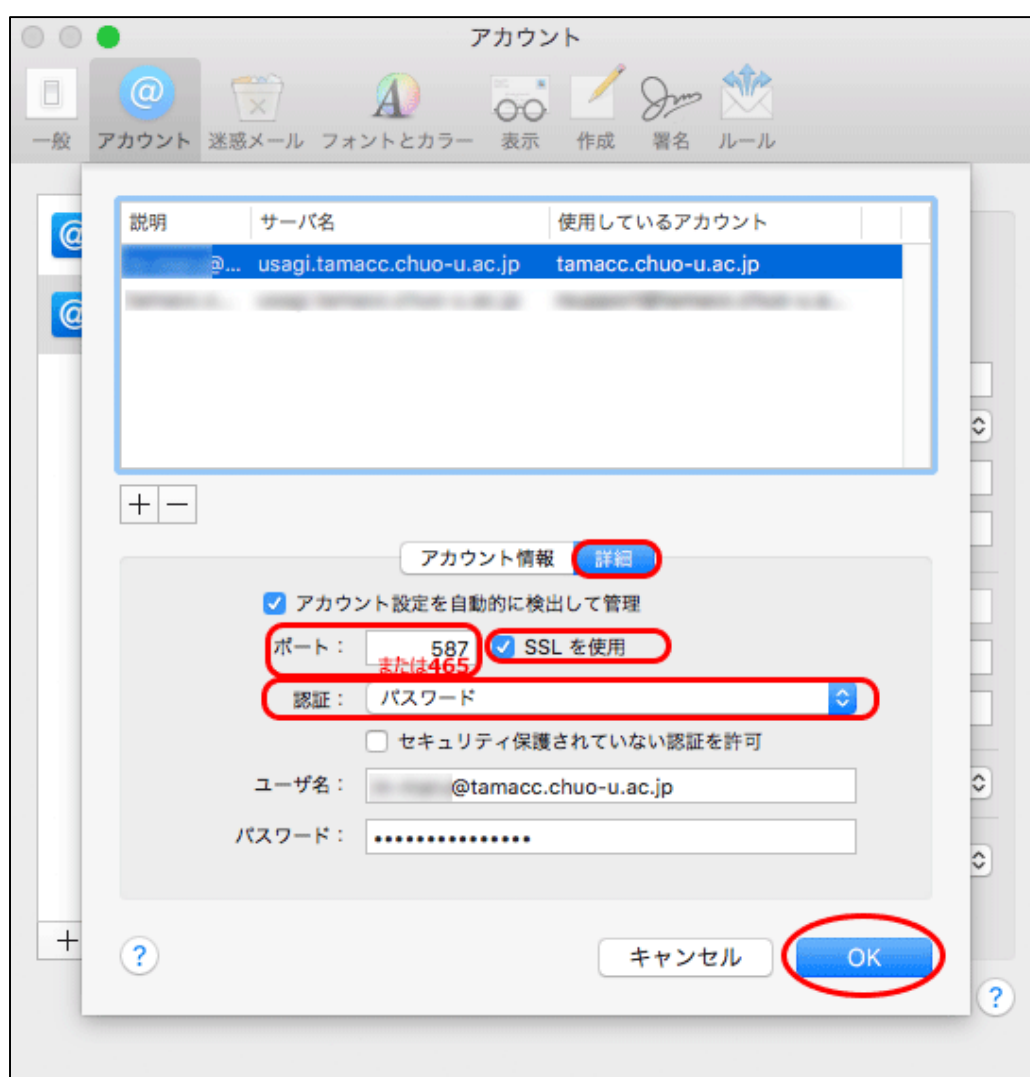 アカウント
一般 アカウント 迷惑メール フォントとカラー 表示 作成 署名 ルール
説明 サーバ名 使用しているアカウント
@... usagi.tamacc.chuo-u.ac.jp tamacc.chuo-u.ac.jp
アカウント情報 詳細
アカウント設定を自動的に検出して管理
ポート： 587 SSL を使用
または465
認証： パスワード
セキュリティ保護されていない認証を許可
ユーザ名： @tamacc.chuo-u.ac.jp
パスワード： •••••••••••••••
? キャンセル OK
?